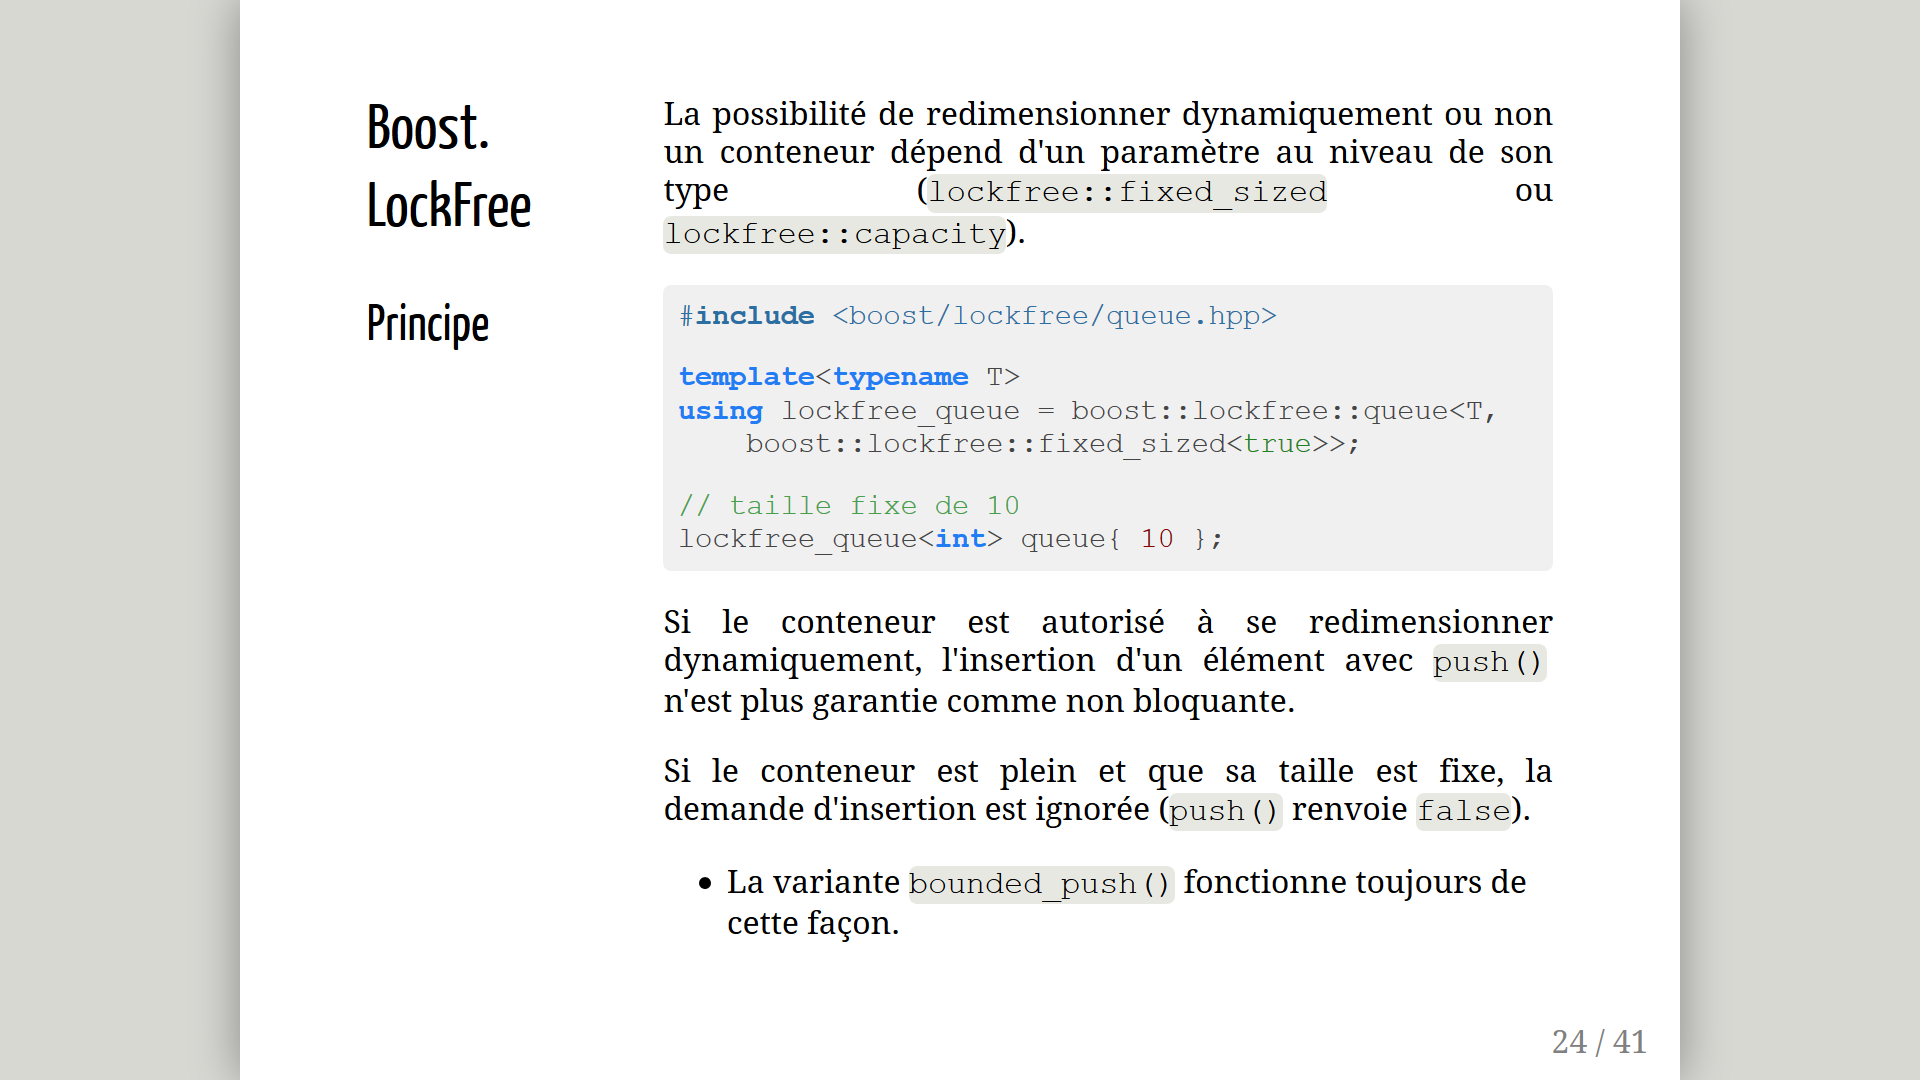 Boost.
LockFree
Principe
La possibilité de redimensionner dynamiquement ou non
un conteneur dépend d'un paramètre au niveau de son
type (lockfree::fixed_sized ou
lockfree::capacity).
#include <boost/lockfree/queue.hpp>
template<typename T>
using lockfree_queue = boost::lockfree::queue<T,
    boost::lockfree::fixed_sized<true>>;
// taille fixe de 10
lockfree_queue<int> queue{ 10 };
Si le conteneur est autorisé à se redimensionner
dynamiquement, l'insertion d'un élément avec push()
n'est plus garantie comme non bloquante.
Si le conteneur est plein et que sa taille est fixe, la
demande d'insertion est ignorée (push() renvoie false).
• La variante bounded_push() fonctionne toujours de
cette façon.
24 / 41